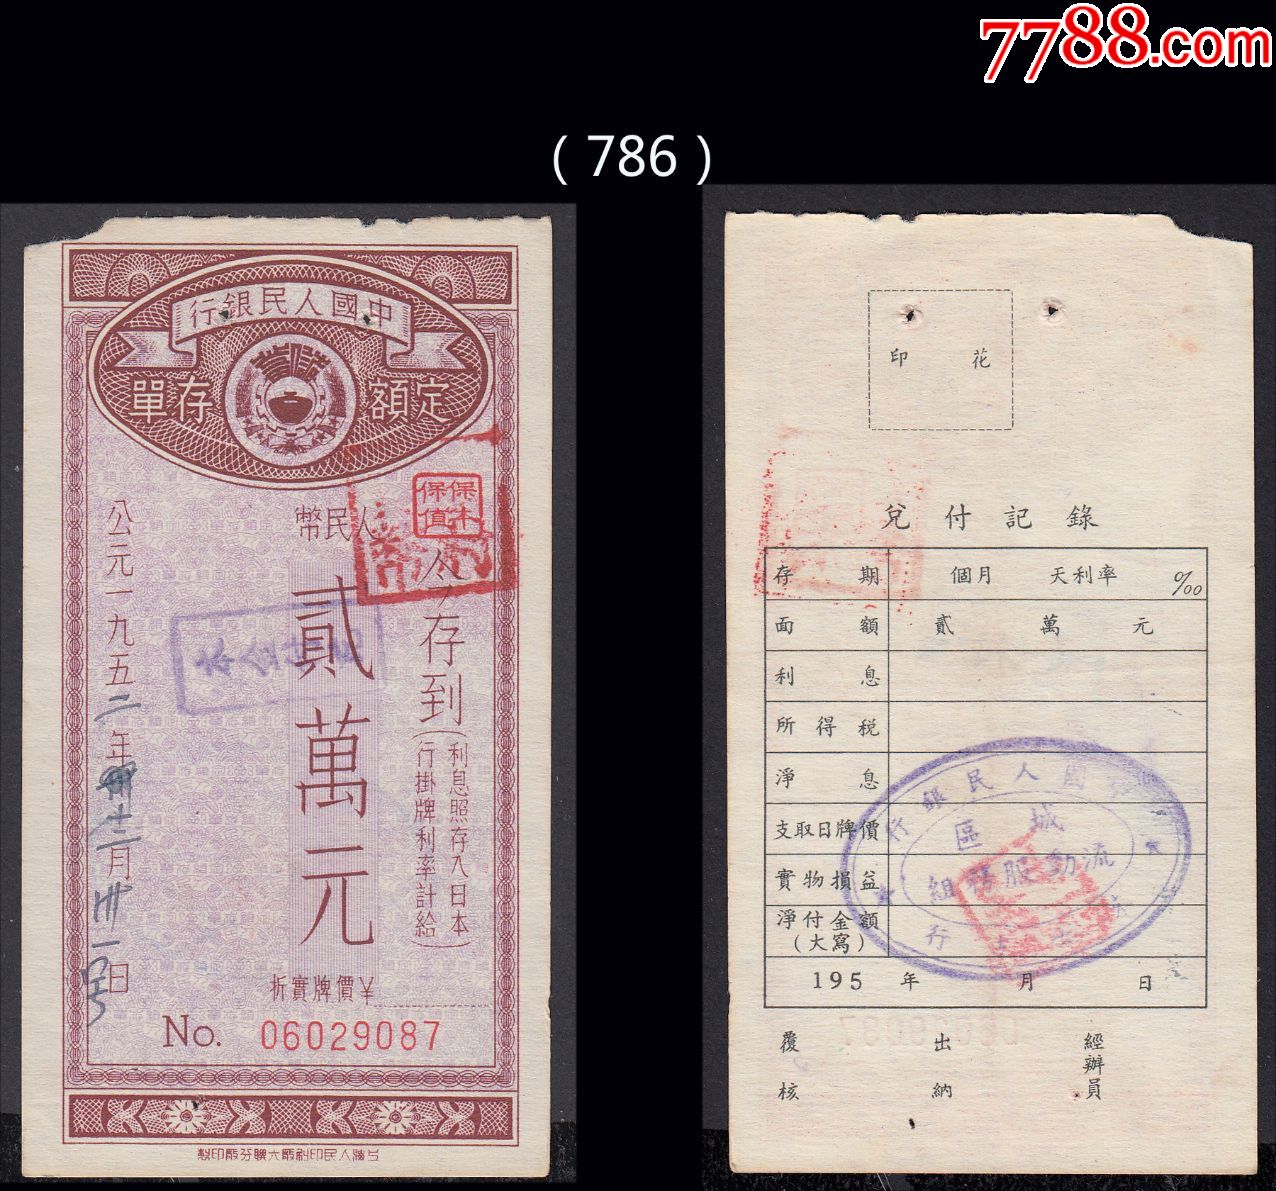 7788.com
(786)
中國人民銀行
定額存單
保本
保值
人民幣
今存到
(利息照存入日本
行掛牌利率計給)
貳萬元
折實牌價¥
公元一九五二年十二月卅一日
No. 06029087
印花
兌付記錄
存期 個月 天利率 ‰
面額 貳萬元
利息
所得稅
淨息
支取日牌價
實物損益
淨付金額
(大寫)
195 年 月 日
覆核 出納 經辦員
中國人民銀行
城區
流動服務組